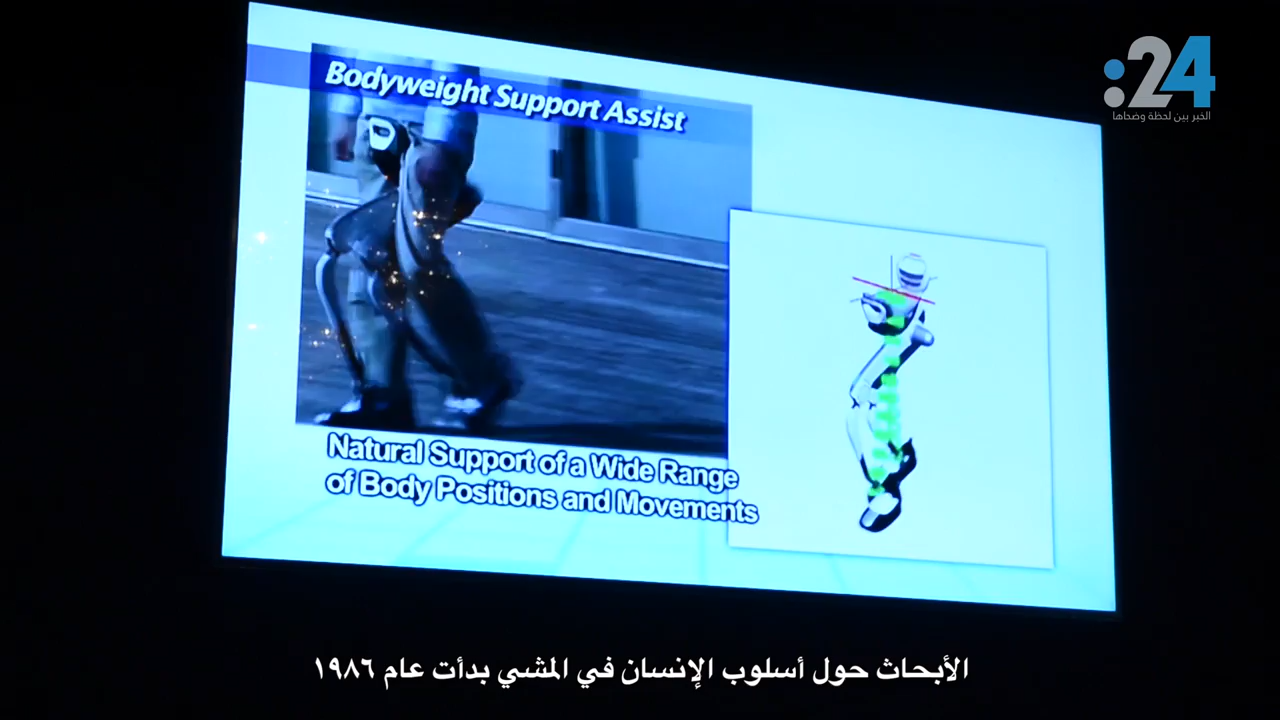 Bodyweight Support Assist
:24
الخبر بين لحظة وضحاها
Natural Support of a Wide Range
of Body Positions and Movements
الأبحاث حول أسلوب الإنسان في المشي بدأت عام ١٩٨٦